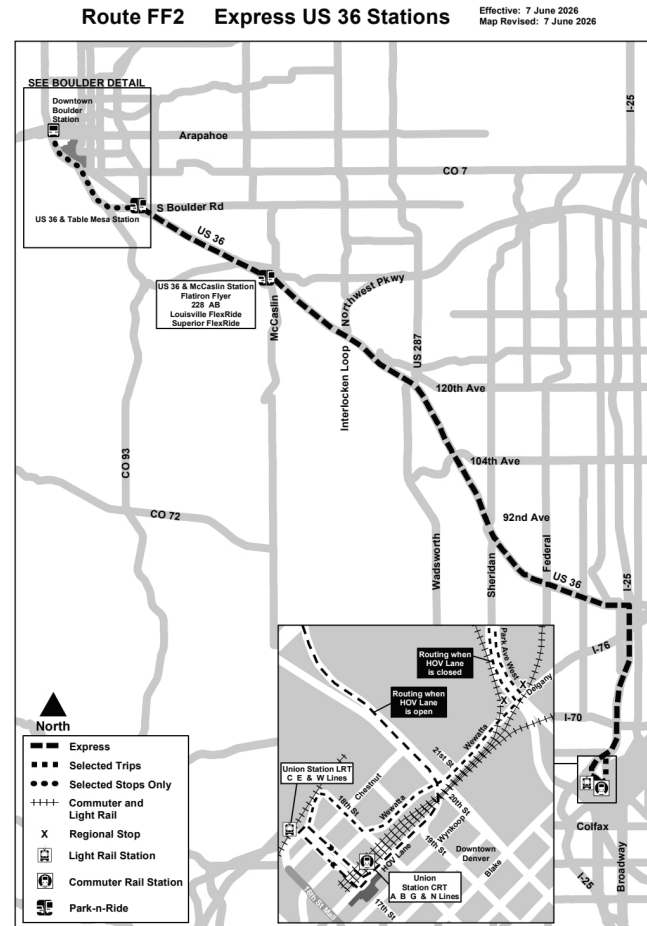 Route FF2 Express US 36 Stations
Effective: 7 June 2026
Map Revised: 7 June 2026
SEE BOULDER DETAIL
Downtown
Boulder
Station
Arapahoe
I-25
CO 7
S Boulder Rd
US 36 & Table Mesa Station
US 36
US 36 & McCaslin Station
Flatiron Flyer
228 AB
Louisville FlexRide
Superior FlexRide
McCaslin
Northwest Pkwy
Interlocken Loop
US 287
120th Ave
CO 93
104th Ave
CO 72
92nd Ave
Wadsworth
Sheridan
Federal
US 36
I-25
I-76
I-70
Colfax
I-25
Broadway
Routing when
HOV Lane
is closed
Park Ave West
X
X
Delgany
Routing when
HOV Lane
is open
Wewatta
21st St
Union Station LRT
C E & W Lines
Chestnut
18th St
Wewatta
20th St
Wynkoop
19th St
HOV Lane
Downtown
Denver
Blake
Union
Station CRT
A B G & N Lines
16th St Mall
17th St
North
Express
Selected Trips
Selected Stops Only
Commuter and
Light Rail
X Regional Stop
Light Rail Station
Commuter Rail Station
Park-n-Ride